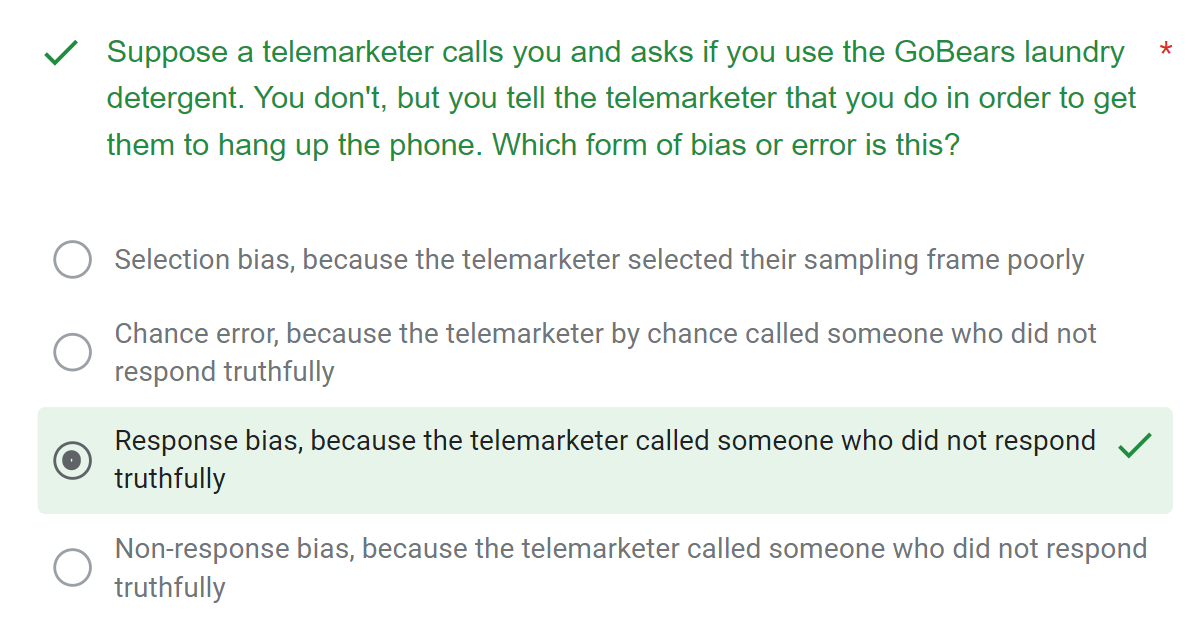 Suppose a telemarketer calls you and asks if you use the GoBears laundry *
detergent. You don't, but you tell the telemarketer that you do in order to get
them to hang up the phone. Which form of bias or error is this?
Selection bias, because the telemarketer selected their sampling frame poorly
Chance error, because the telemarketer by chance called someone who did not
respond truthfully
Response bias, because the telemarketer called someone who did not respond
truthfully
Non-response bias, because the telemarketer called someone who did not respond
truthfully